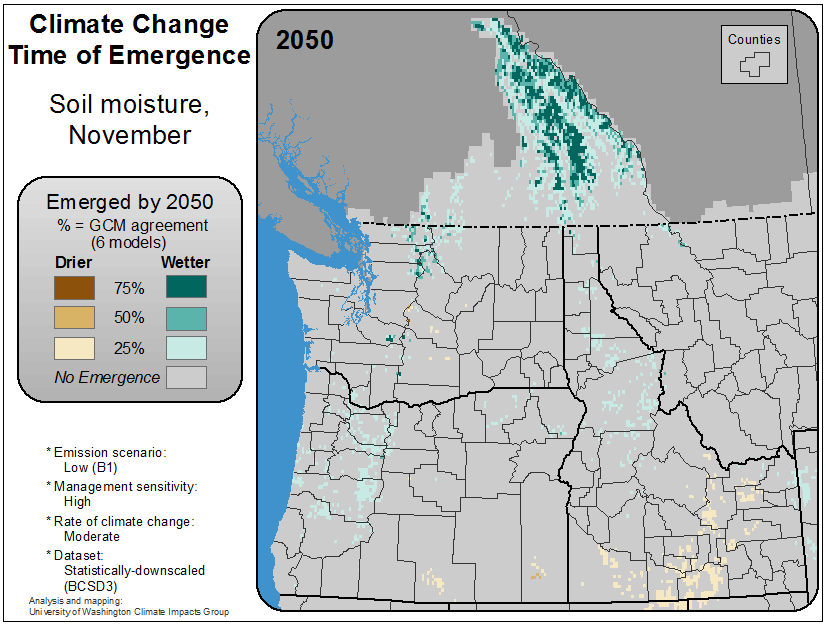 Climate Change
Time of Emergence
Soil moisture,
November
Emerged by 2050
% = GCM agreement
(6 models)
Drier Wetter
75%
50%
25%
No Emergence
* Emission scenario:
Low (B1)
* Management sensitivity:
High
* Rate of climate change:
Moderate
* Dataset:
Statistically-downscaled
(BCSD3)
Analysis and mapping:
University of Washington Climate Impacts Group
2050
Counties